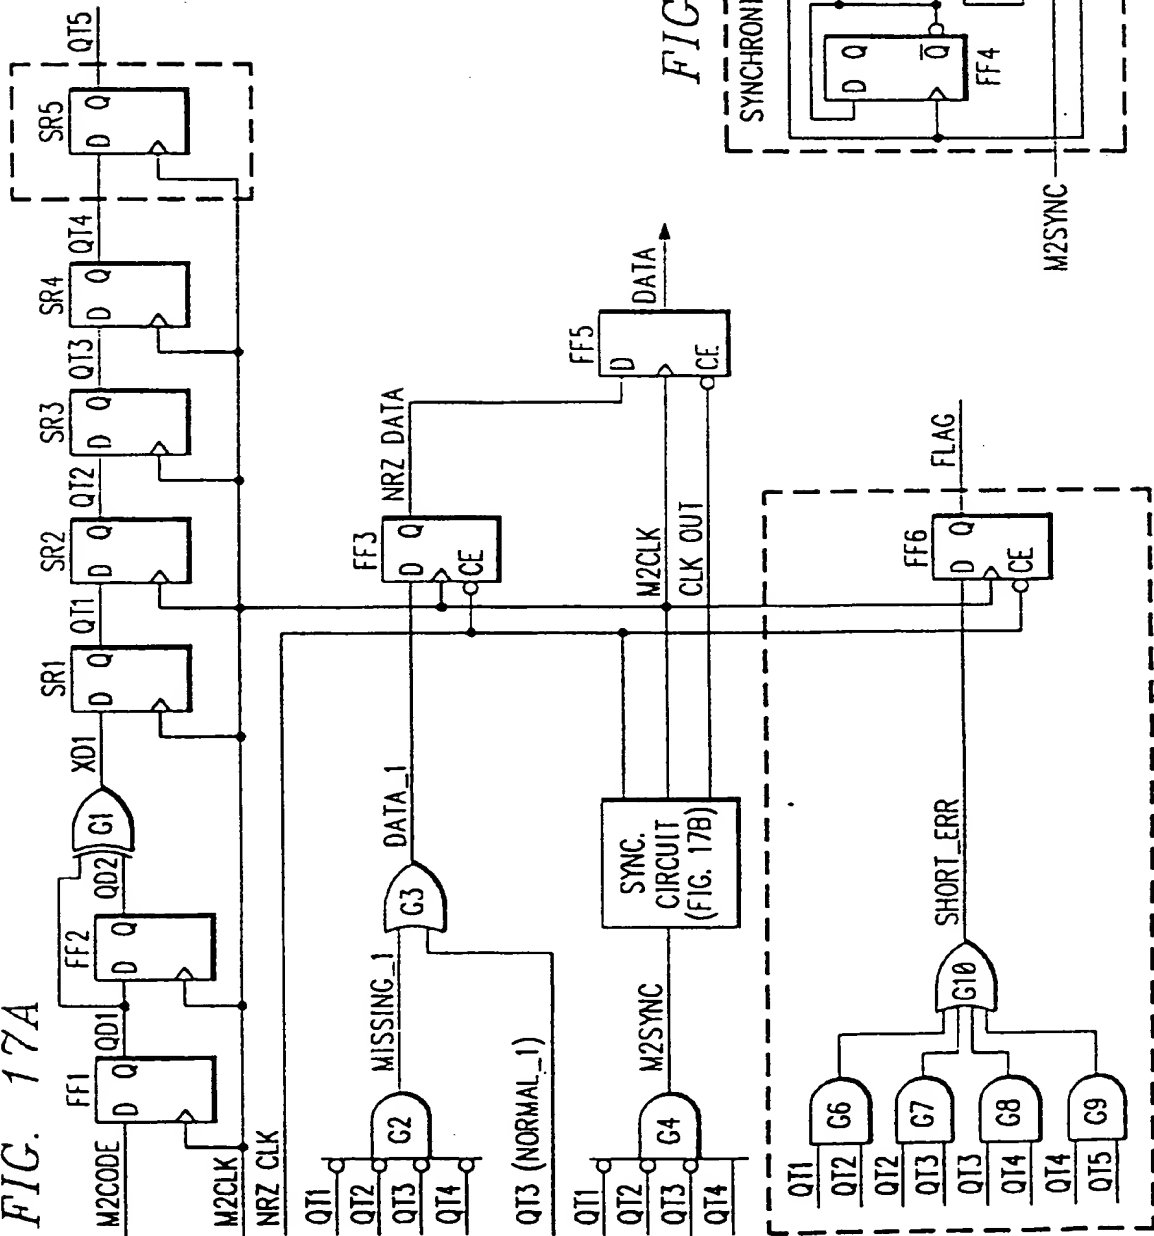 FIG. 17A
M2CODE
FF1
D Q
QD1
FF2
D Q
QD2
G1
XD1
SR1
D Q
QT1
SR2
D Q
QT2
SR3
D Q
QT3
SR4
D Q
QT4
SR5
D Q
QT5
M2CLK
NRZ CLK
QT1
QT2
QT3
QT4
G2
MISSING_1
QT3 (NORMAL_1)
G3
DATA_1
FF3
D Q
CE
NRZ DATA
QT1
QT2
QT3
QT4
G4
M2SYNC
SYNC.
CIRCUIT
(FIG. 17B)
M2CLK
CLK OUT
FF5
D
CE
DATA
QT1
QT2
G6
QT2
QT3
G7
QT3
QT4
G8
QT4
QT5
G9
G10
SHORT_ERR
FF6
D Q
CE
FLAG
FIG
SYNCHRONI
D Q
Q
FF4
M2SYNC